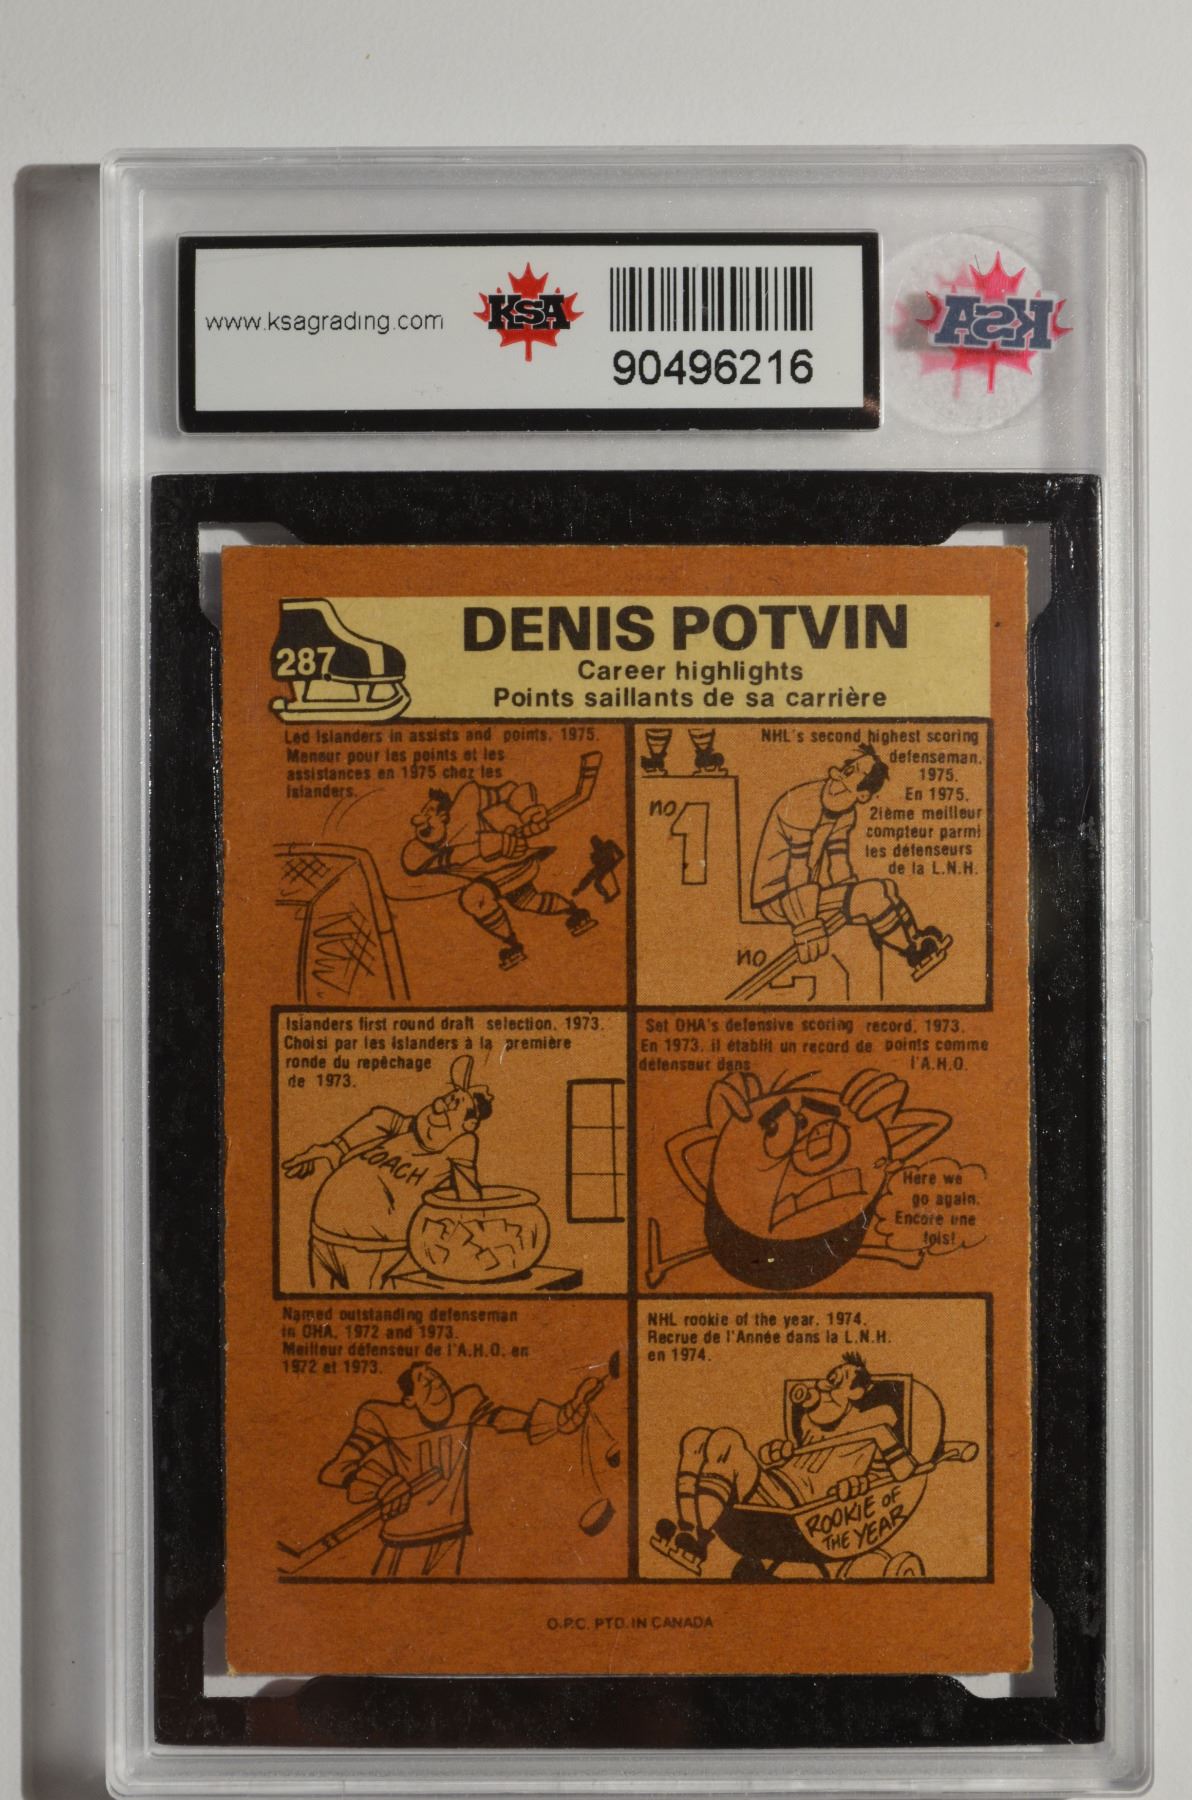 www.ksagrading.com
KSA
90496216
KSA
287
DENIS POTVIN
Career highlights
Points saillants de sa carrière
Led Islanders in assists and points, 1975.
Meneur pour les points et les
assistances en 1975 chez les
Islanders.
NHL's second highest scoring
defenseman,
1975.
En 1975,
2ième meilleur
compteur parmi
les défenseurs
de la L.N.H.
no 1
no 2
Islanders first round draft selection, 1973.
Choisi par les Islanders à la première
ronde du repêchage
de 1973.
COACH
Set OHA's defensive scoring record, 1973.
En 1973, il établit un record de points comme
défenseur dans l'A.H.O.
Here we
go again.
Encore une
fois!
Named outstanding defenseman
in OHA, 1972 and 1973.
Meilleur défenseur de l'A.H.O. en
1972 et 1973.
NHL rookie of the year, 1974.
Recrue de l'Année dans la L.N.H.
en 1974.
ROOKIE OF
THE YEAR
O.P.C. PTD. IN CANADA